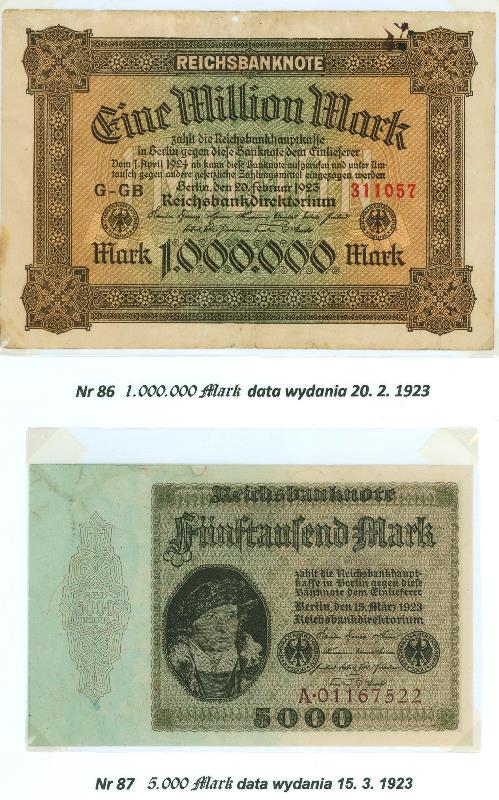 REICHSBANKNOTE
Eine Million Mark
zahlt die Reichsbankhauptkasse
in Berlin gegen diese Banknote dem Einlieferer
Vom 1. April 1924 ab kann diese Banknote aufgerufen und unter Um-
tausch gegen andere gesetzliche Zahlungsmittel eingezogen werden
Berlin, den 20. Februar 1923
G-GB
311057
Reichsbankdirektorium
Mark 1.000.000 Mark
Nr 86 1.000.000 Mark data wydania 20. 2. 1923
Reichsbanknote
Fünftausend Mark
zahlt die Reichsbankhaupt-
kasse in Berlin gegen diese
Banknote dem Einlieferer
Berlin, den 15. März 1923
Reichsbankdirektorium
A·01167522
5000
Nr 87 5.000 Mark data wydania 15. 3. 1923